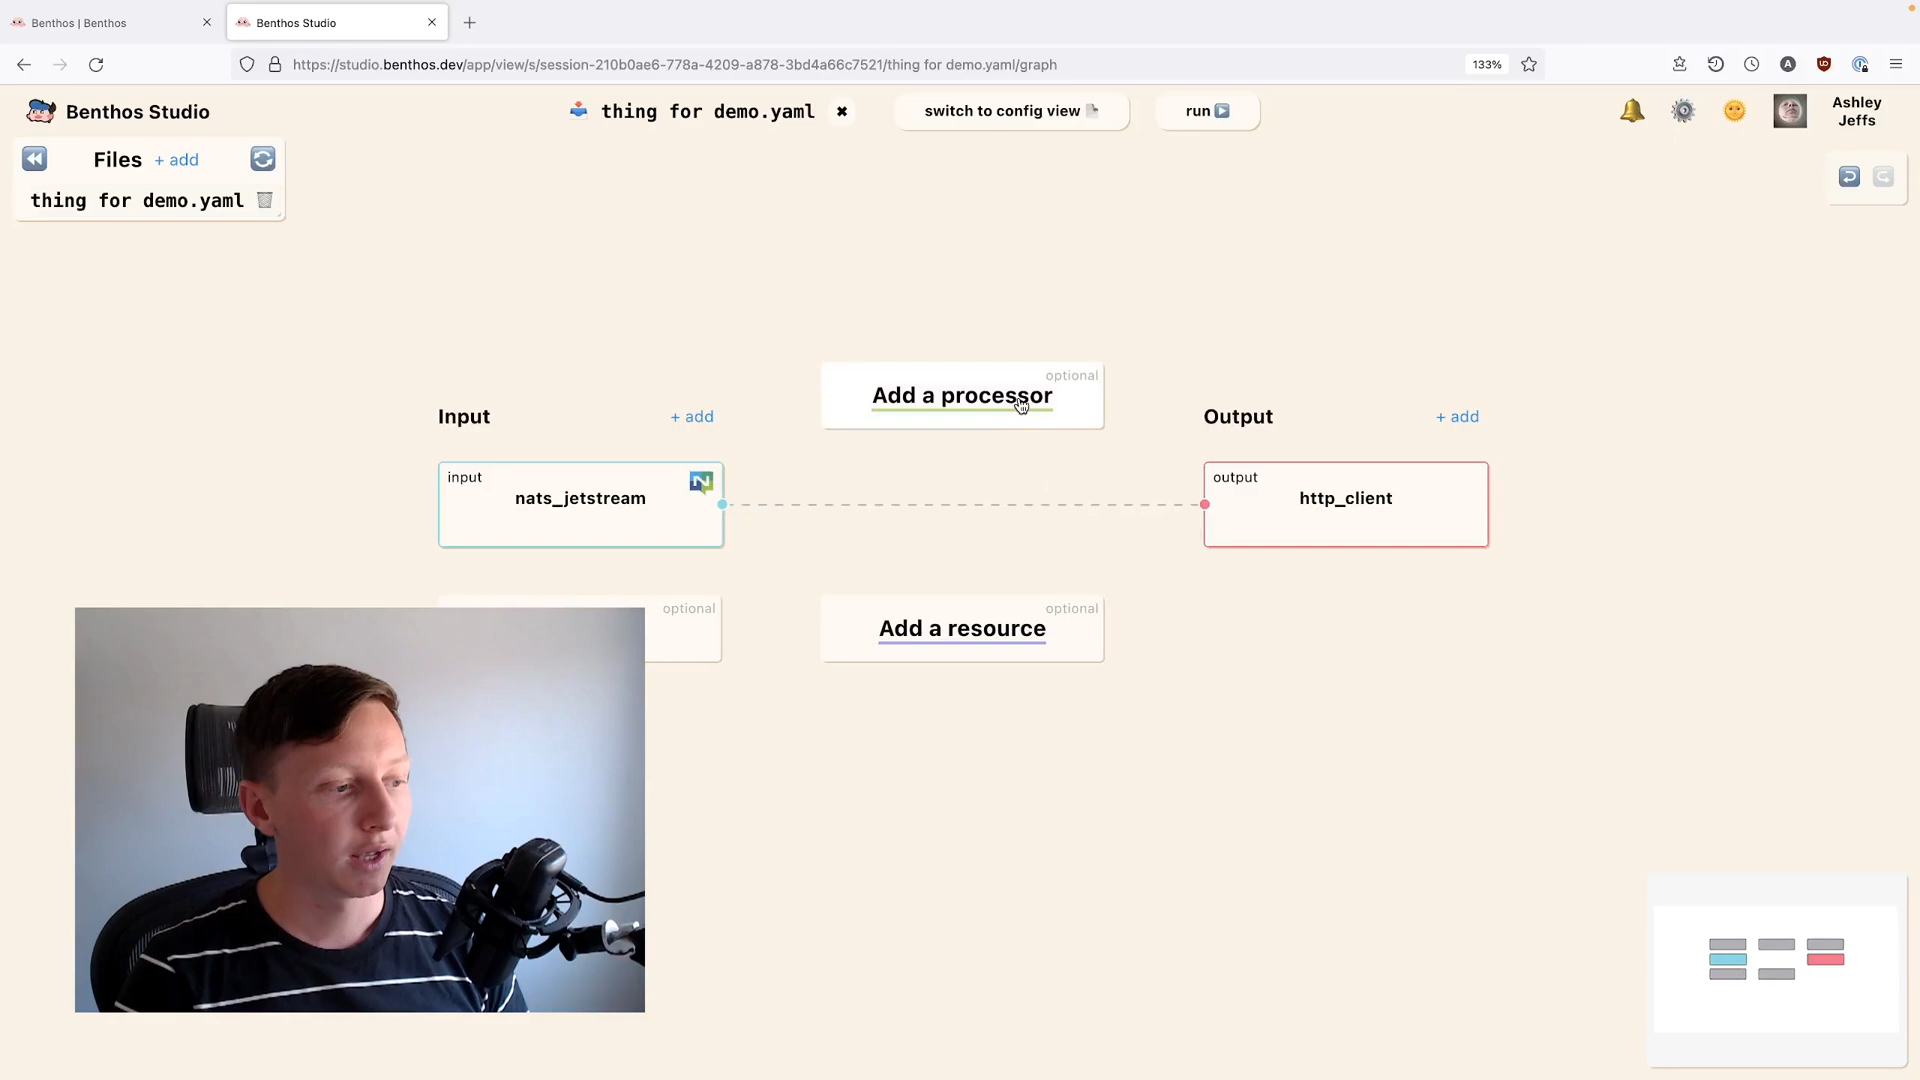 Benthos | Benthos
Benthos Studio
https://studio.benthos.dev/app/view/s/session-210b0ae6-778a-4209-a878-3bd4a66c7521/thing for demo.yaml/graph
133%
Benthos Studio
thing for demo.yaml
switch to config view
run
Ashley
Jeffs
Files + add
thing for demo.yaml
optional
Add a processor
Input + add
Output + add
input
nats_jetstream
output
http_client
optional
optional
Add a resource